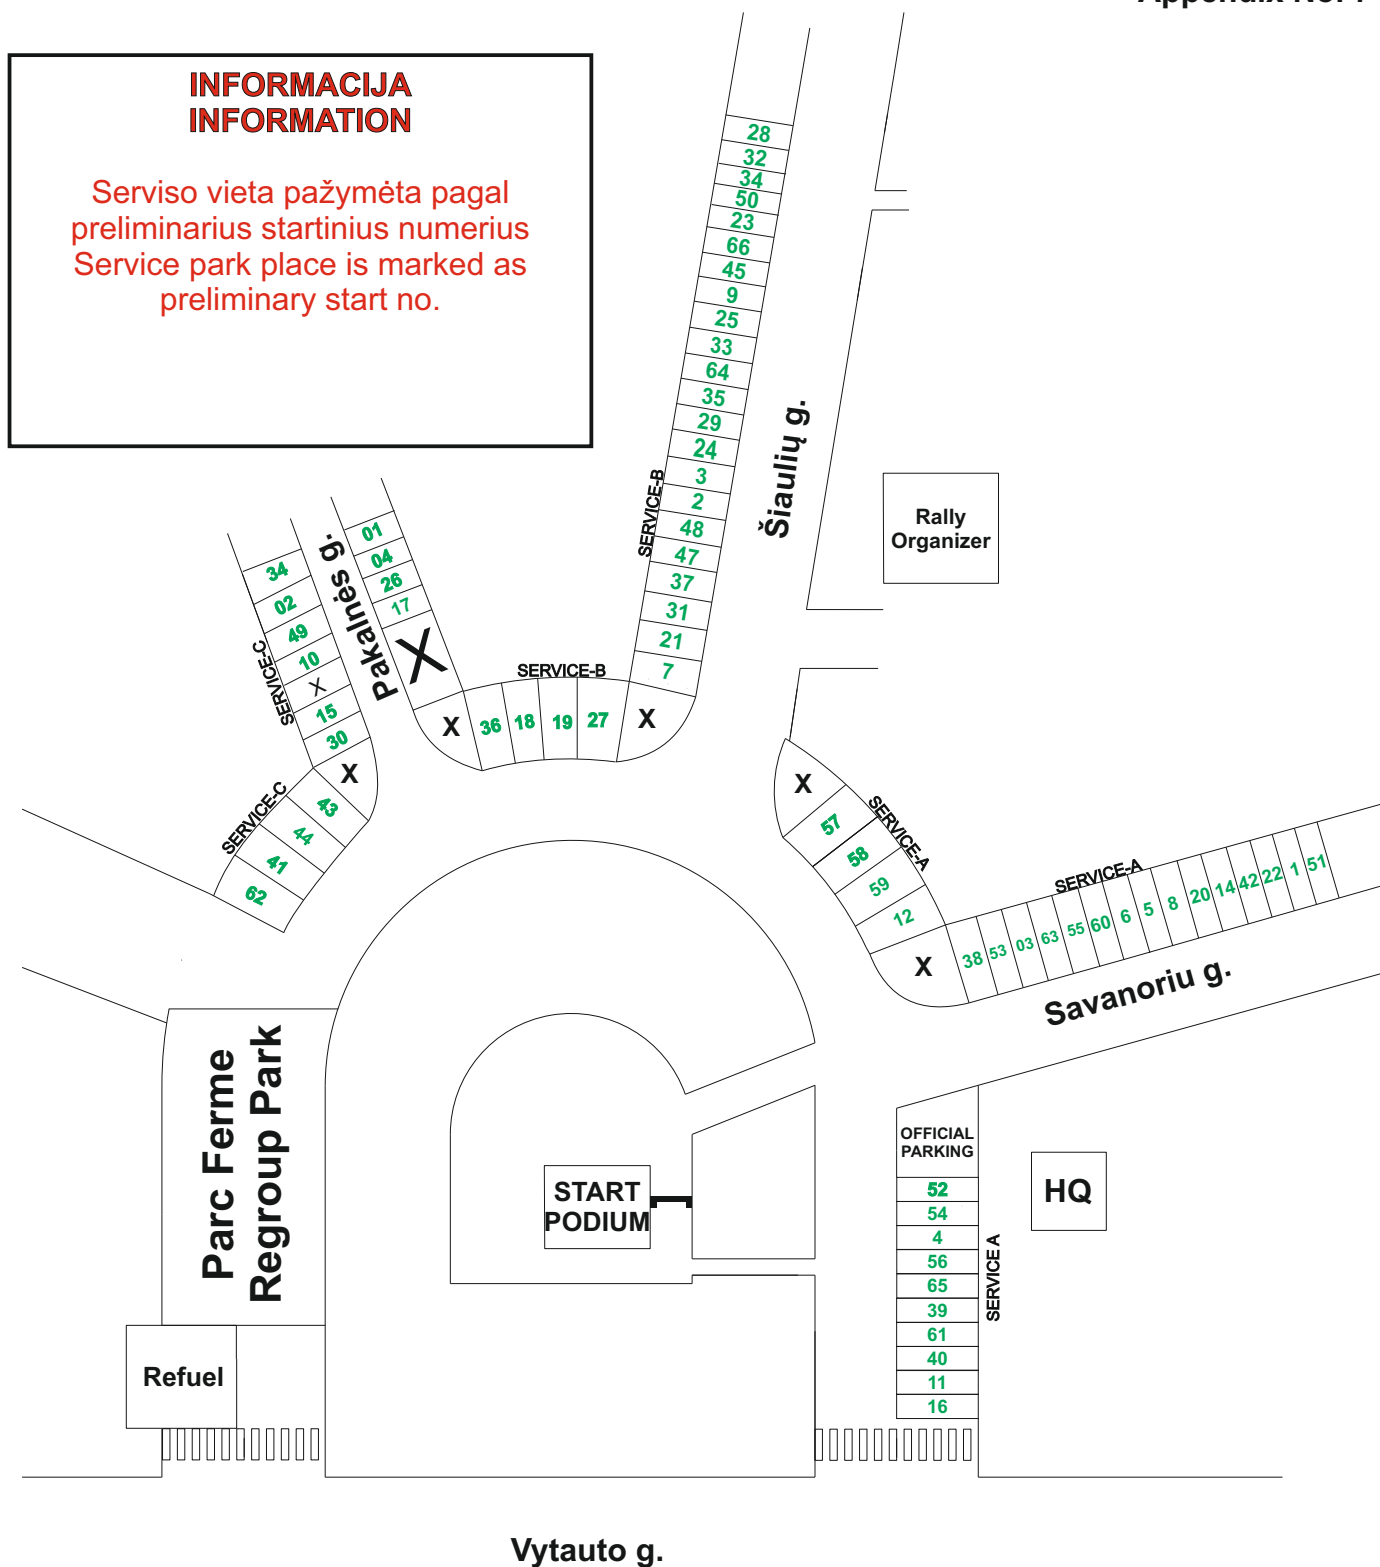 INFORMACIJA
INFORMATION
Serviso vieta pažymėta pagal
preliminarius startinius numerius
Service park place is marked as
preliminary start no.
28
32
34
50
23
66
45
9
25
33
64
35
29
24
3
2
48
47
37
31
21
7
SERVICE-B
Šiaulių g.
Rally
Organizer
01
04
26
17
X
Pakalnės g.
34
02
49
10
X
15
30
X
SERVICE-C
SERVICE-B
X
36
18
19
27
X
SERVICE-C
43
44
41
62
X
57
58
59
12
X
SERVICE-A
SERVICE-A
38
53
03
63
55
60
6
5
8
20
14
42
22
1
51
Savanoriu g.
Parc Ferme
Regroup Park
START
PODIUM
OFFICIAL
PARKING
52
54
4
56
65
39
61
40
11
16
SERVICE A
HQ
Refuel
Vytauto g.